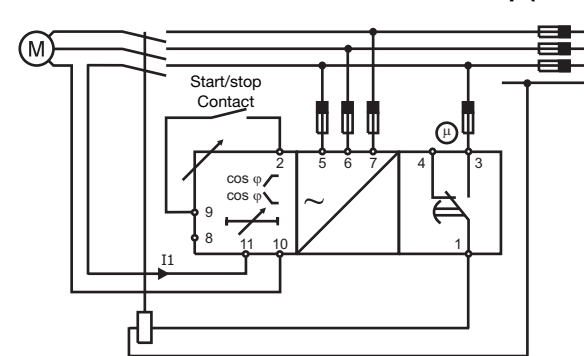 M
Start/stop
Contact
μ
2 5 6 7 4 3
cos φ
cos φ
~
9
8
11 10 1
I1